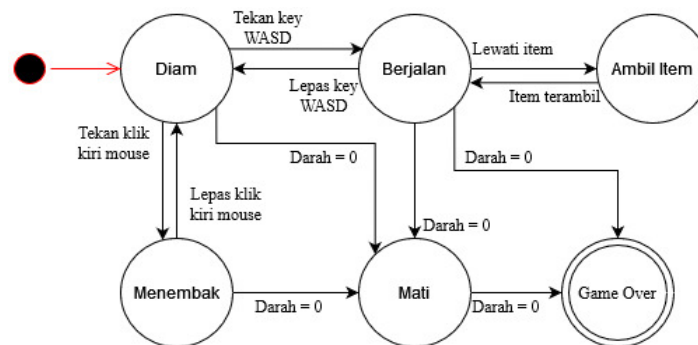 Tekan key
WASD
Diam
Berjalan
Lewati item
Ambil Item
Lepas key
WASD
Item terambil
Tekan klik
kiri mouse
Darah = 0
Darah = 0
Lepas klik
kiri mouse
Darah = 0
Menembak
Mati
Game Over
Darah = 0
Darah = 0